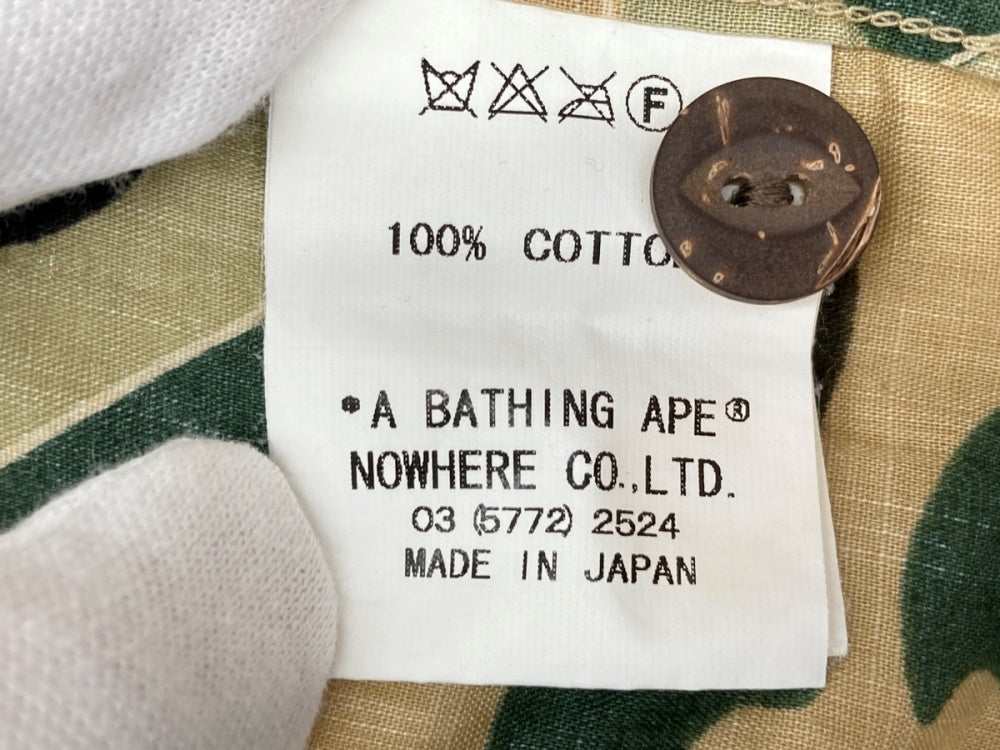 F
100% COTTO
•A BATHING APE®
NOWHERE CO.,LTD.
03 (5772) 2524
MADE IN JAPAN